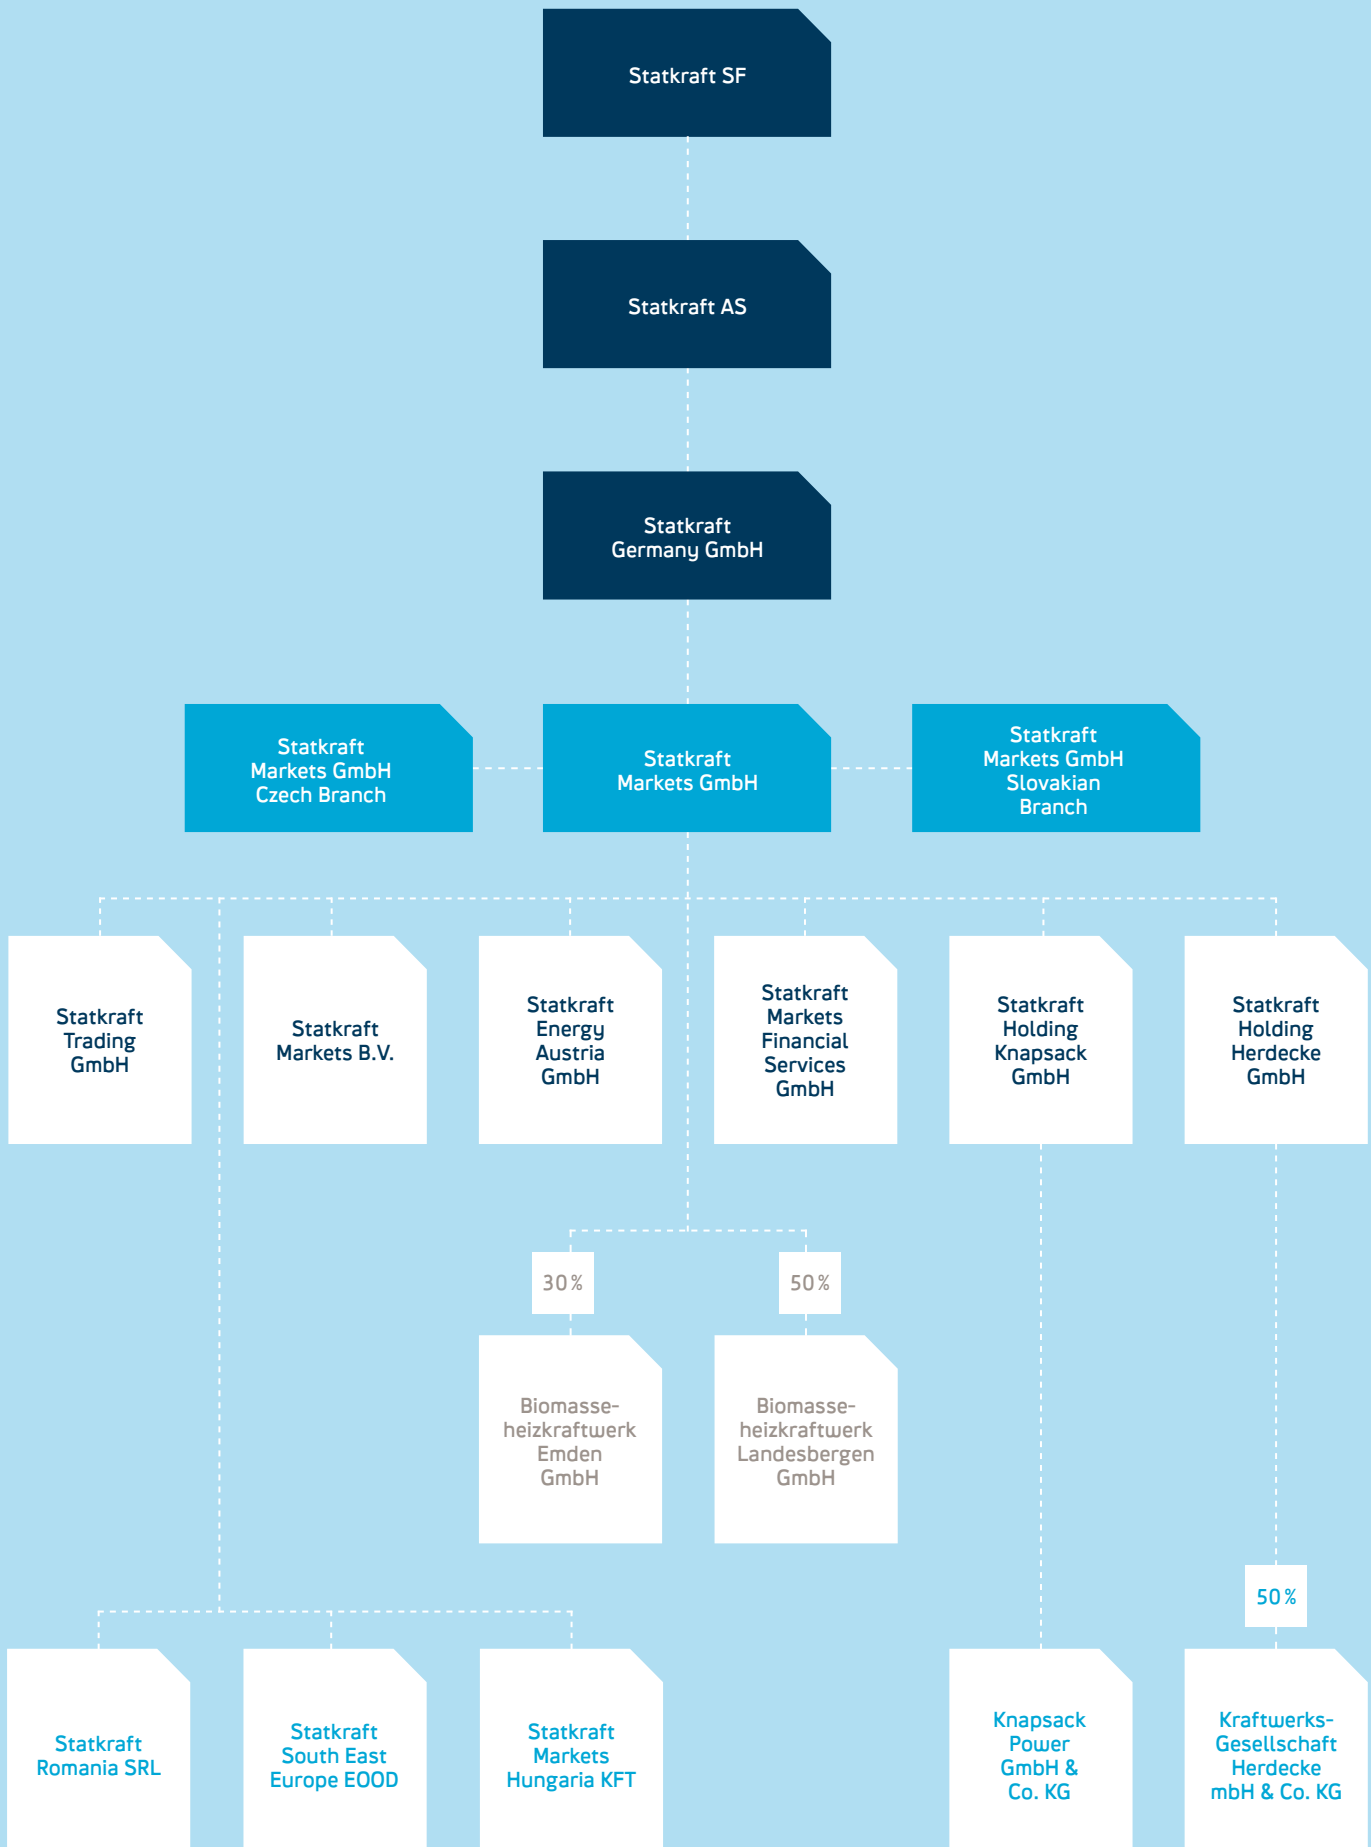 Statkraft SF
Statkraft AS
Statkraft
Germany GmbH
Statkraft
Markets GmbH
Czech Branch
Statkraft
Markets GmbH
Statkraft
Markets GmbH
Slovakian
Branch
Statkraft
Trading
GmbH
Statkraft
Markets B.V.
Statkraft
Energy
Austria
GmbH
Statkraft
Markets
Financial
Services
GmbH
Statkraft
Holding
Knapsack
GmbH
Statkraft
Holding
Herdecke
GmbH
30 %
50 %
Biomasse-
heizkraftwerk
Emden
GmbH
Biomasse-
heizkraftwerk
Landesbergen
GmbH
50 %
Statkraft
Romania SRL
Statkraft
South East
Europe EOOD
Statkraft
Markets
Hungaria KFT
Knapsack
Power
GmbH &
Co. KG
Kraftwerks-
Gesellschaft
Herdecke
mbH & Co. KG